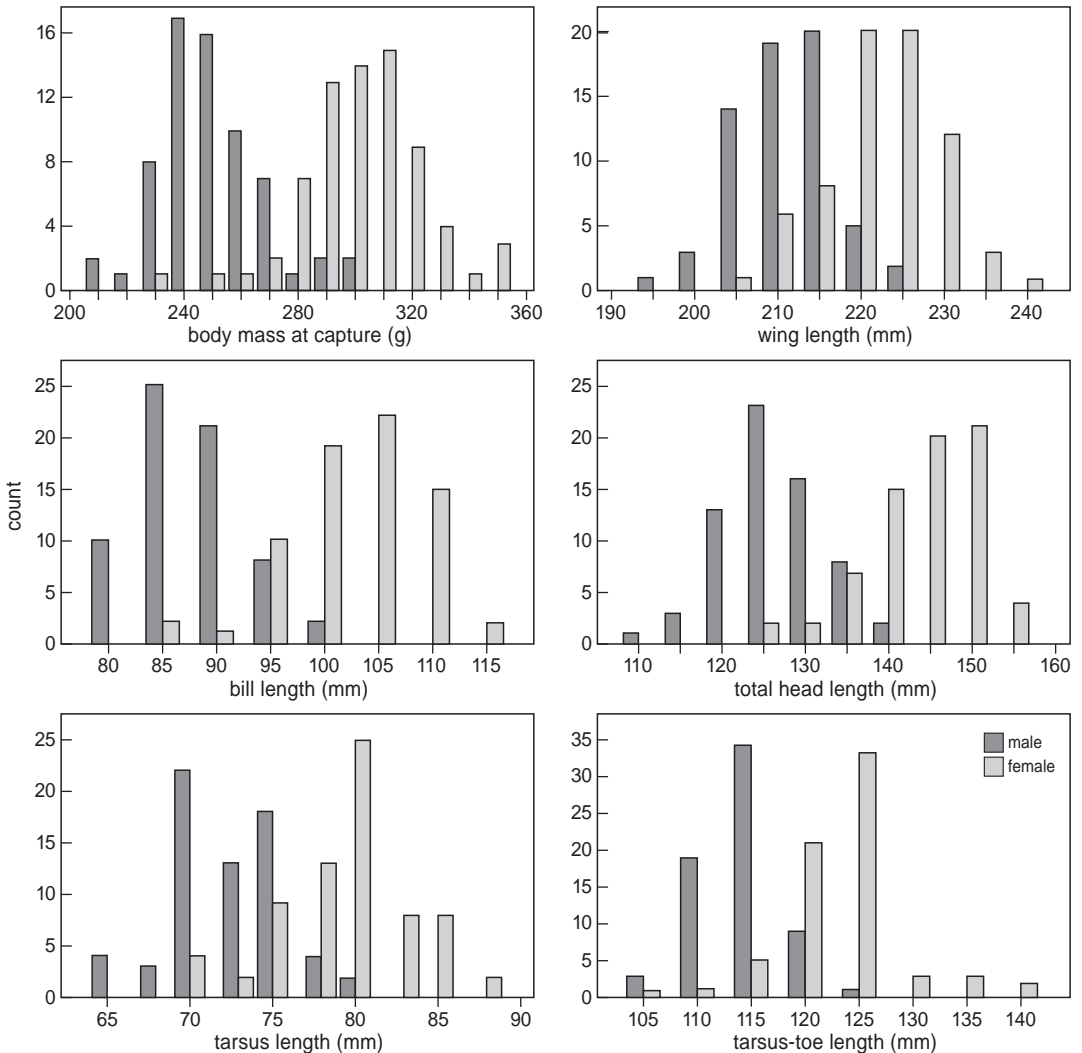 16
12
8
4
0
200 240 280 320 360
body mass at capture (g)
20
15
10
5
0
190 200 210 220 230 240
wing length (mm)
count
25
20
15
10
5
0
80 85 90 95 100 105 110 115
bill length (mm)
25
20
15
10
5
0
110 120 130 140 150 160
total head length (mm)
25
20
15
10
5
0
65 70 75 80 85 90
tarsus length (mm)
male
female
35
30
25
20
15
10
5
0
105 110 115 120 125 130 135 140
tarsus-toe length (mm)